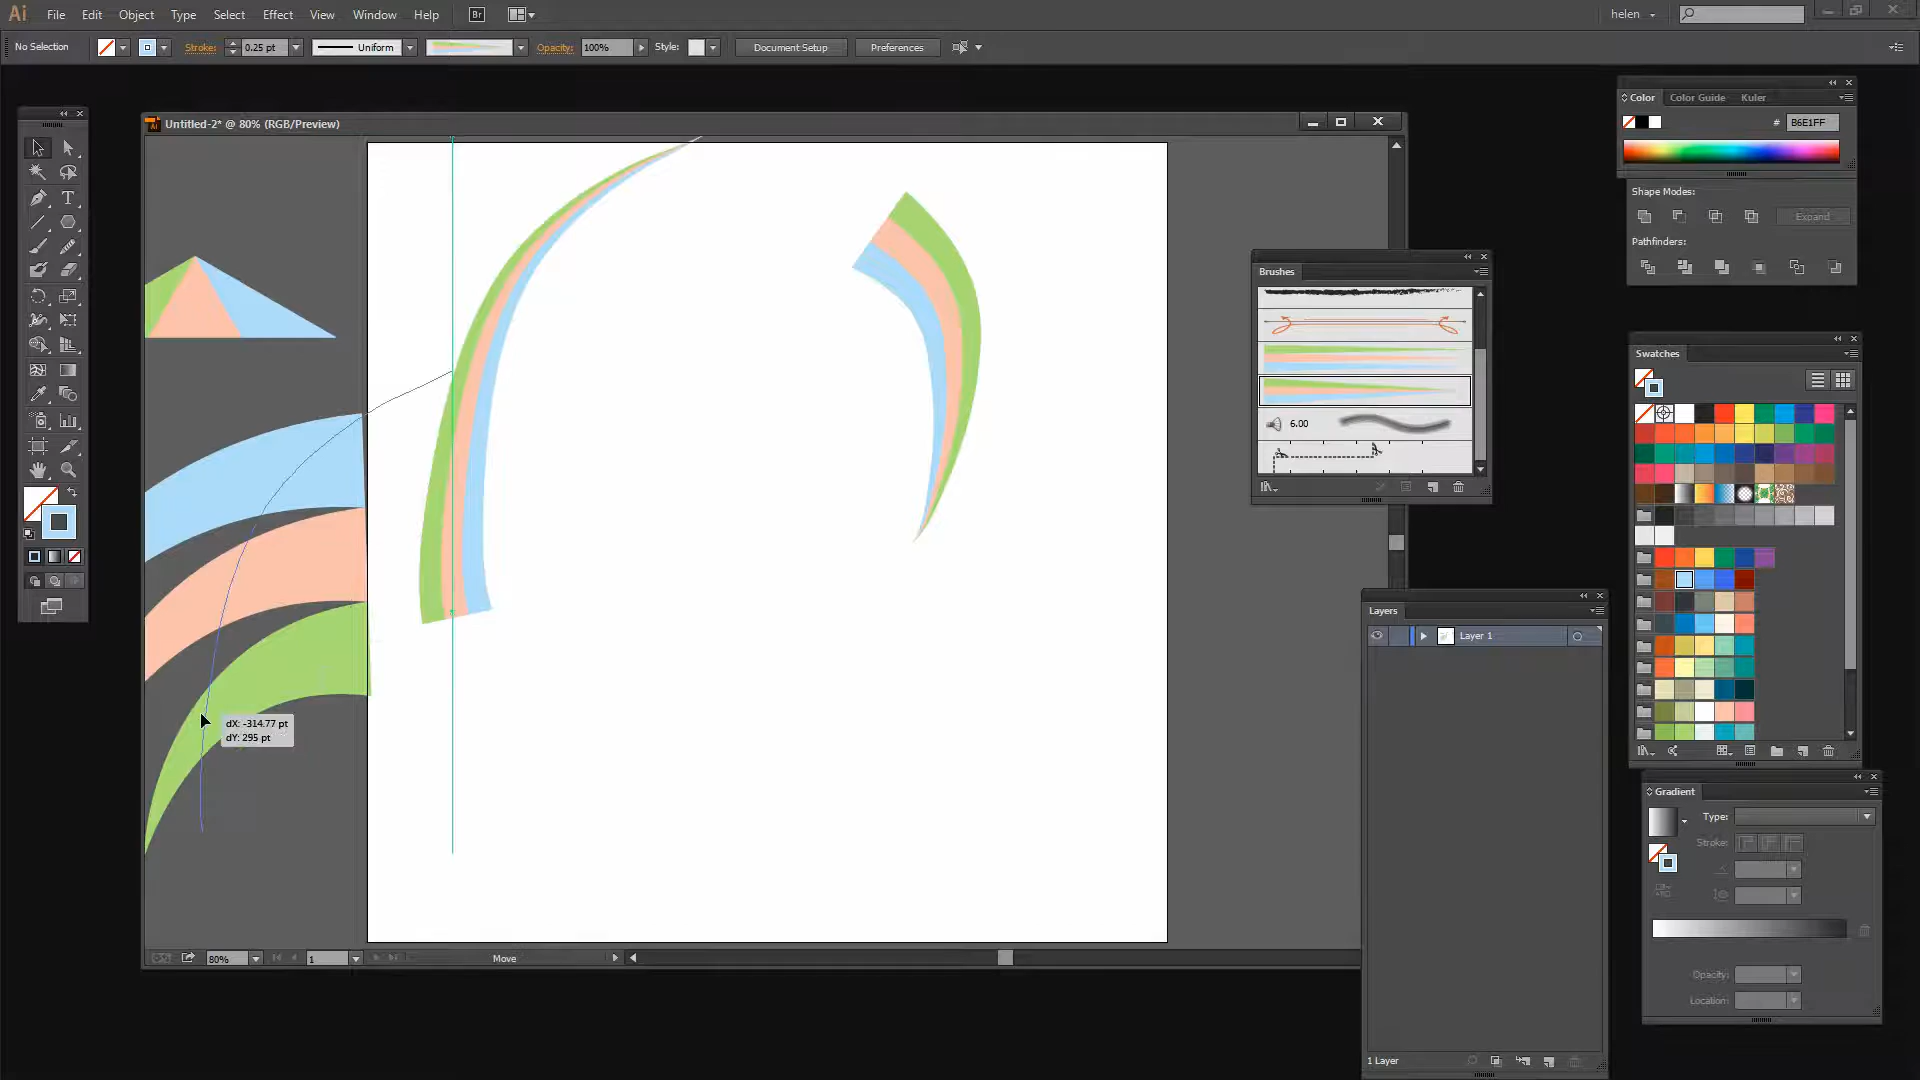 Ai File Edit Object Type Select Effect View Window Help Br helen
No Selection Stroke: 0.25 pt Uniform Opacity: 100% Style: Document Setup Preferences
Untitled-2* @ 80% (RGB/Preview)
Color Color Guide Kuler
# B6E1FF
Shape Modes:
Expand
Pathfinders:
Brushes
6.00
Swatches
Layers
Layer 1
dX: -314.77 pt
dY: 295 pt
Gradient
Type:
Stroke:
Opacity:
Location:
80% 1 Move
1 Layer